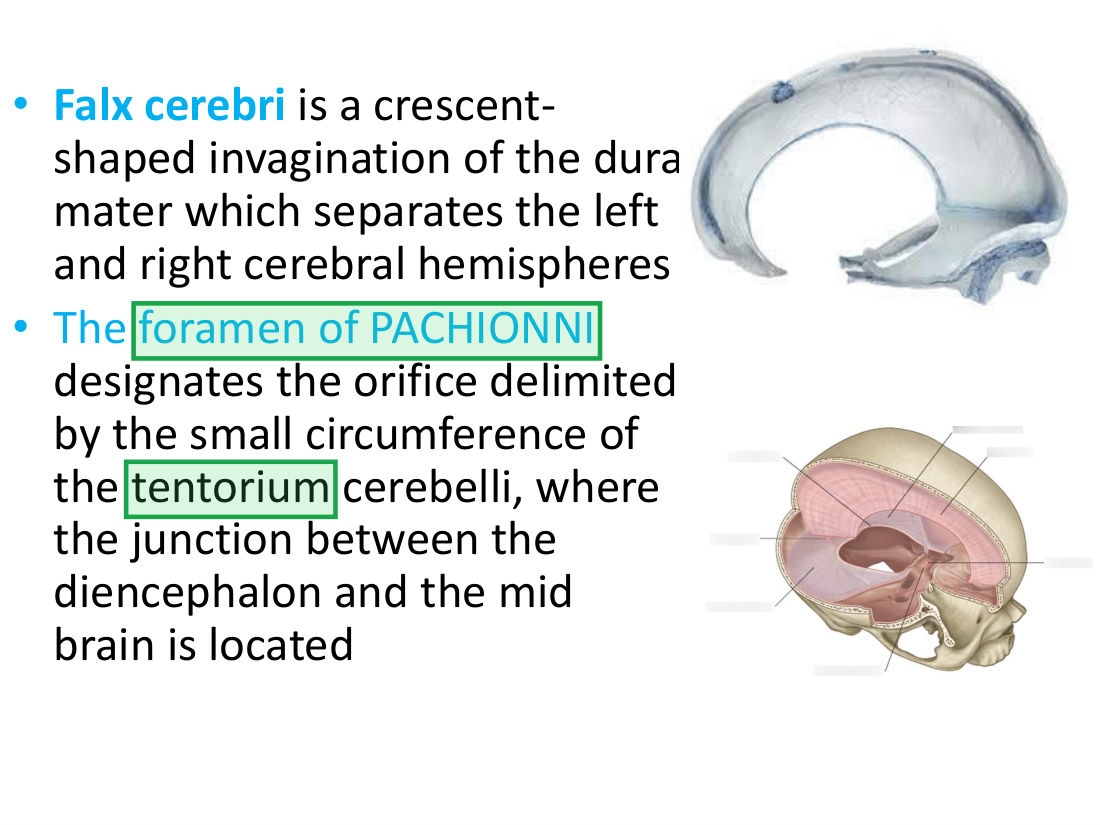 • Falx cerebri is a crescent-
shaped invagination of the dura
mater which separates the left
and right cerebral hemispheres
• The foramen of PACHIONNI
designates the orifice delimited
by the small circumference of
the tentorium cerebelli, where
the junction between the
diencephalon and the mid
brain is located